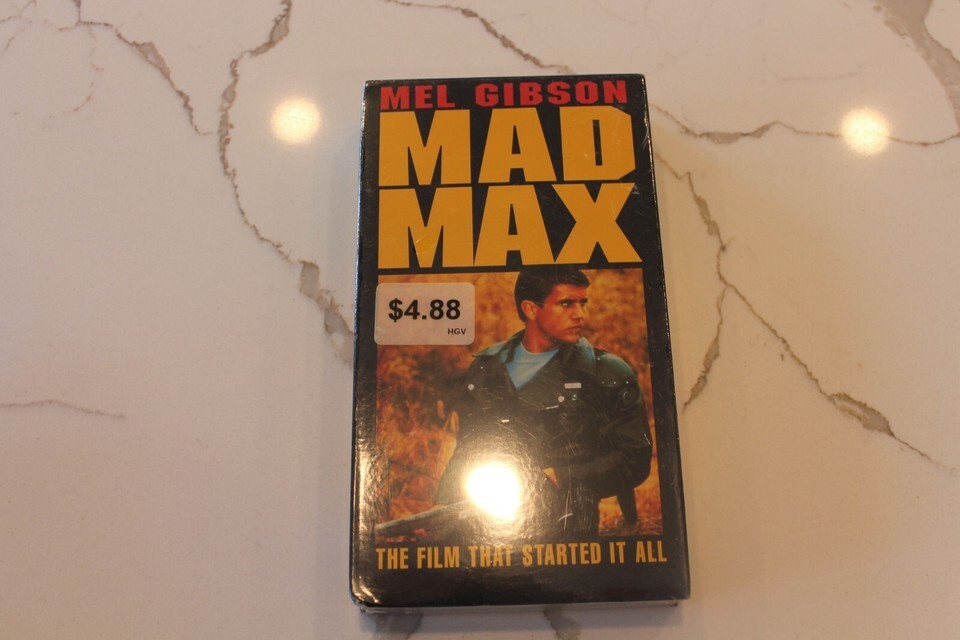 MEL GIBSON
MAD
MAX
$4.88
HGV
THE FILM THAT STARTED IT ALL